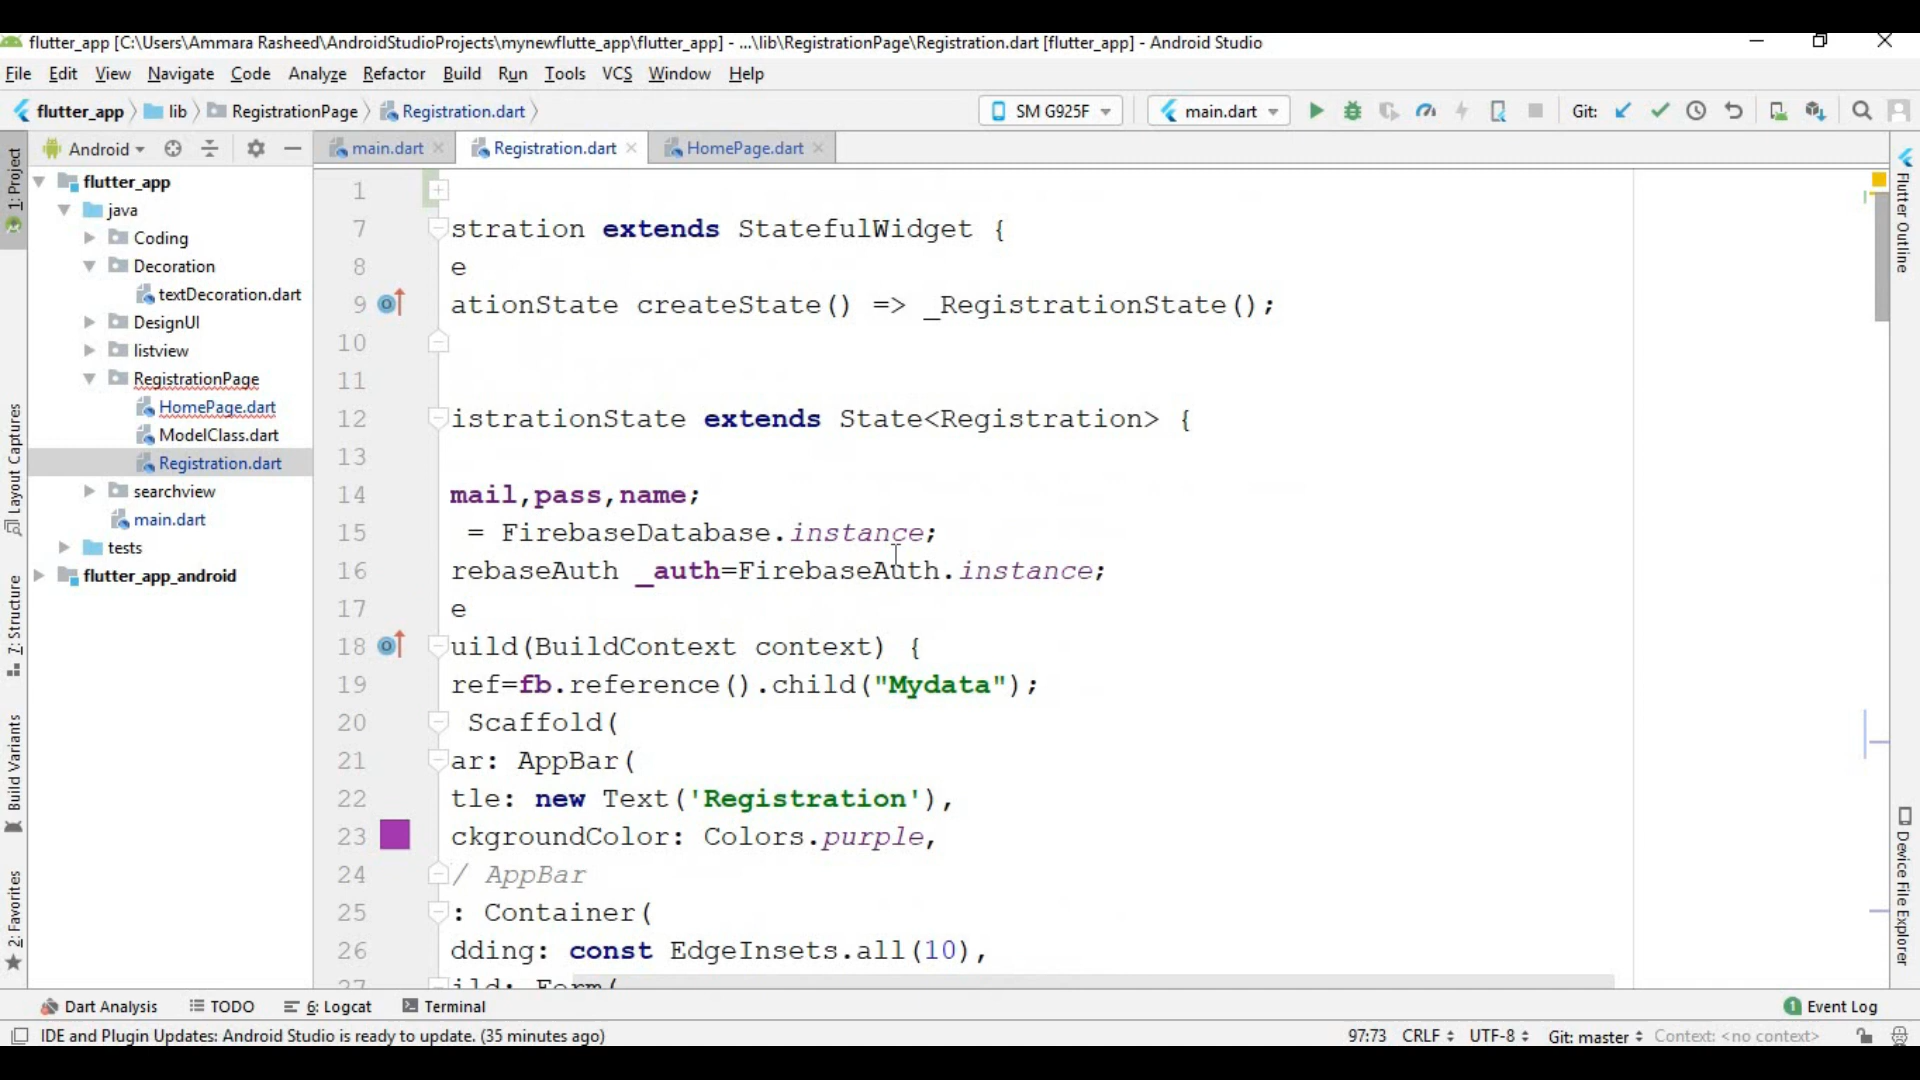 flutter_app [C:\Users\Ammara Rasheed\AndroidStudioProjects\mynewflutte_app\flutter_app] - ...\lib\RegistrationPage\Registration.dart [flutter_app] - Android Studio
File Edit View Navigate Code Analyze Refactor Build Run Tools VCS Window Help
flutter_app lib RegistrationPage Registration.dart SM G925F main.dart Git:
Android main.dart Registration.dart HomePage.dart
1: Project
Layout Captures
7: Structure
Build Variants
2: Favorites
flutter_app
java
Coding
Decoration
textDecoration.dart
DesignUI
listview
RegistrationPage
HomePage.dart
ModelClass.dart
Registration.dart
searchview
main.dart
tests
flutter_app_android
1
7 stration extends StatefulWidget {
8 e
9 ationState createState() => _RegistrationState();
10
11
12 istrationState extends State<Registration> {
13
14 mail,pass,name;
15 = FirebaseDatabase.instance;
16 rebaseAuth _auth=FirebaseAuth.instance;
17 e
18 uild(BuildContext context) {
19 ref=fb.reference().child("Mydata");
20 Scaffold(
21 ar: AppBar(
22 tle: new Text('Registration'),
23 ckgroundColor: Colors.purple,
24 / AppBar
25 : Container(
26 dding: const EdgeInsets.all(10),
27 ild: Form(
Flutter Outline
Device File Explorer
Dart Analysis TODO 6: Logcat Terminal 1 Event Log
IDE and Plugin Updates: Android Studio is ready to update. (35 minutes ago) 97:73 CRLF UTF-8 Git: master Context: <no context>